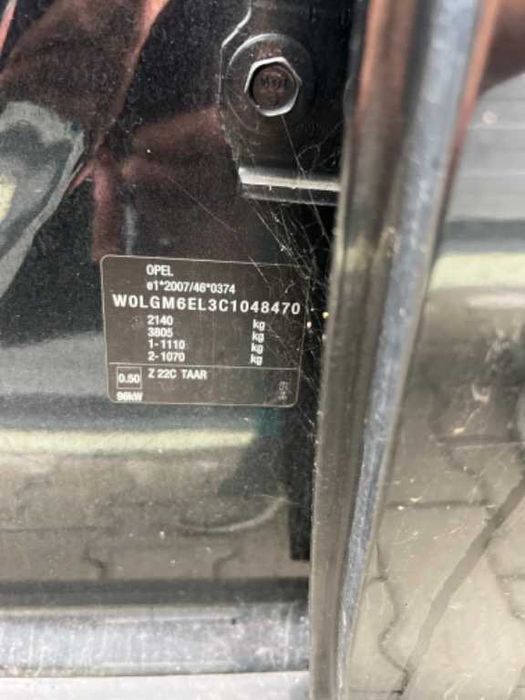 OPEL
e1*2007/46*0374
W0LGM6EL3C1048470
2140 kg
3805 kg
1-1110 kg
2-1070 kg
0.50 Z 22C TAAR
96kW